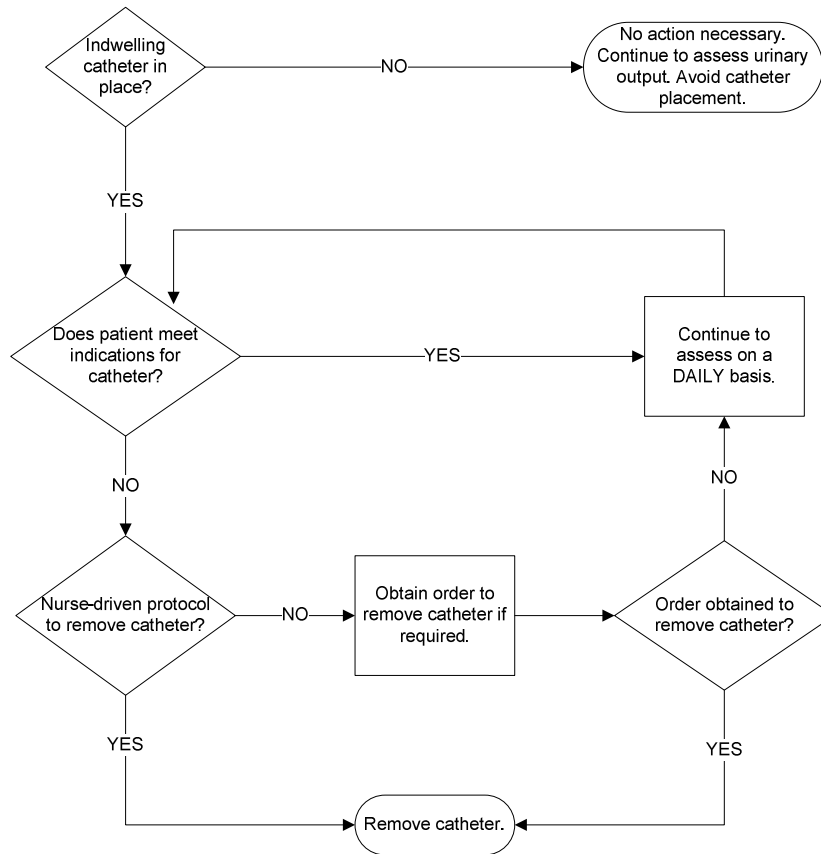 Indwelling
catheter in
place?
NO
No action necessary.
Continue to assess urinary
output. Avoid catheter
placement.
YES
Does patient meet
indications for
catheter?
YES
Continue to
assess on a
DAILY basis.
NO
NO
Nurse-driven protocol
to remove catheter?
NO
Obtain order to
remove catheter if
required.
Order obtained to
remove catheter?
YES
YES
Remove catheter.